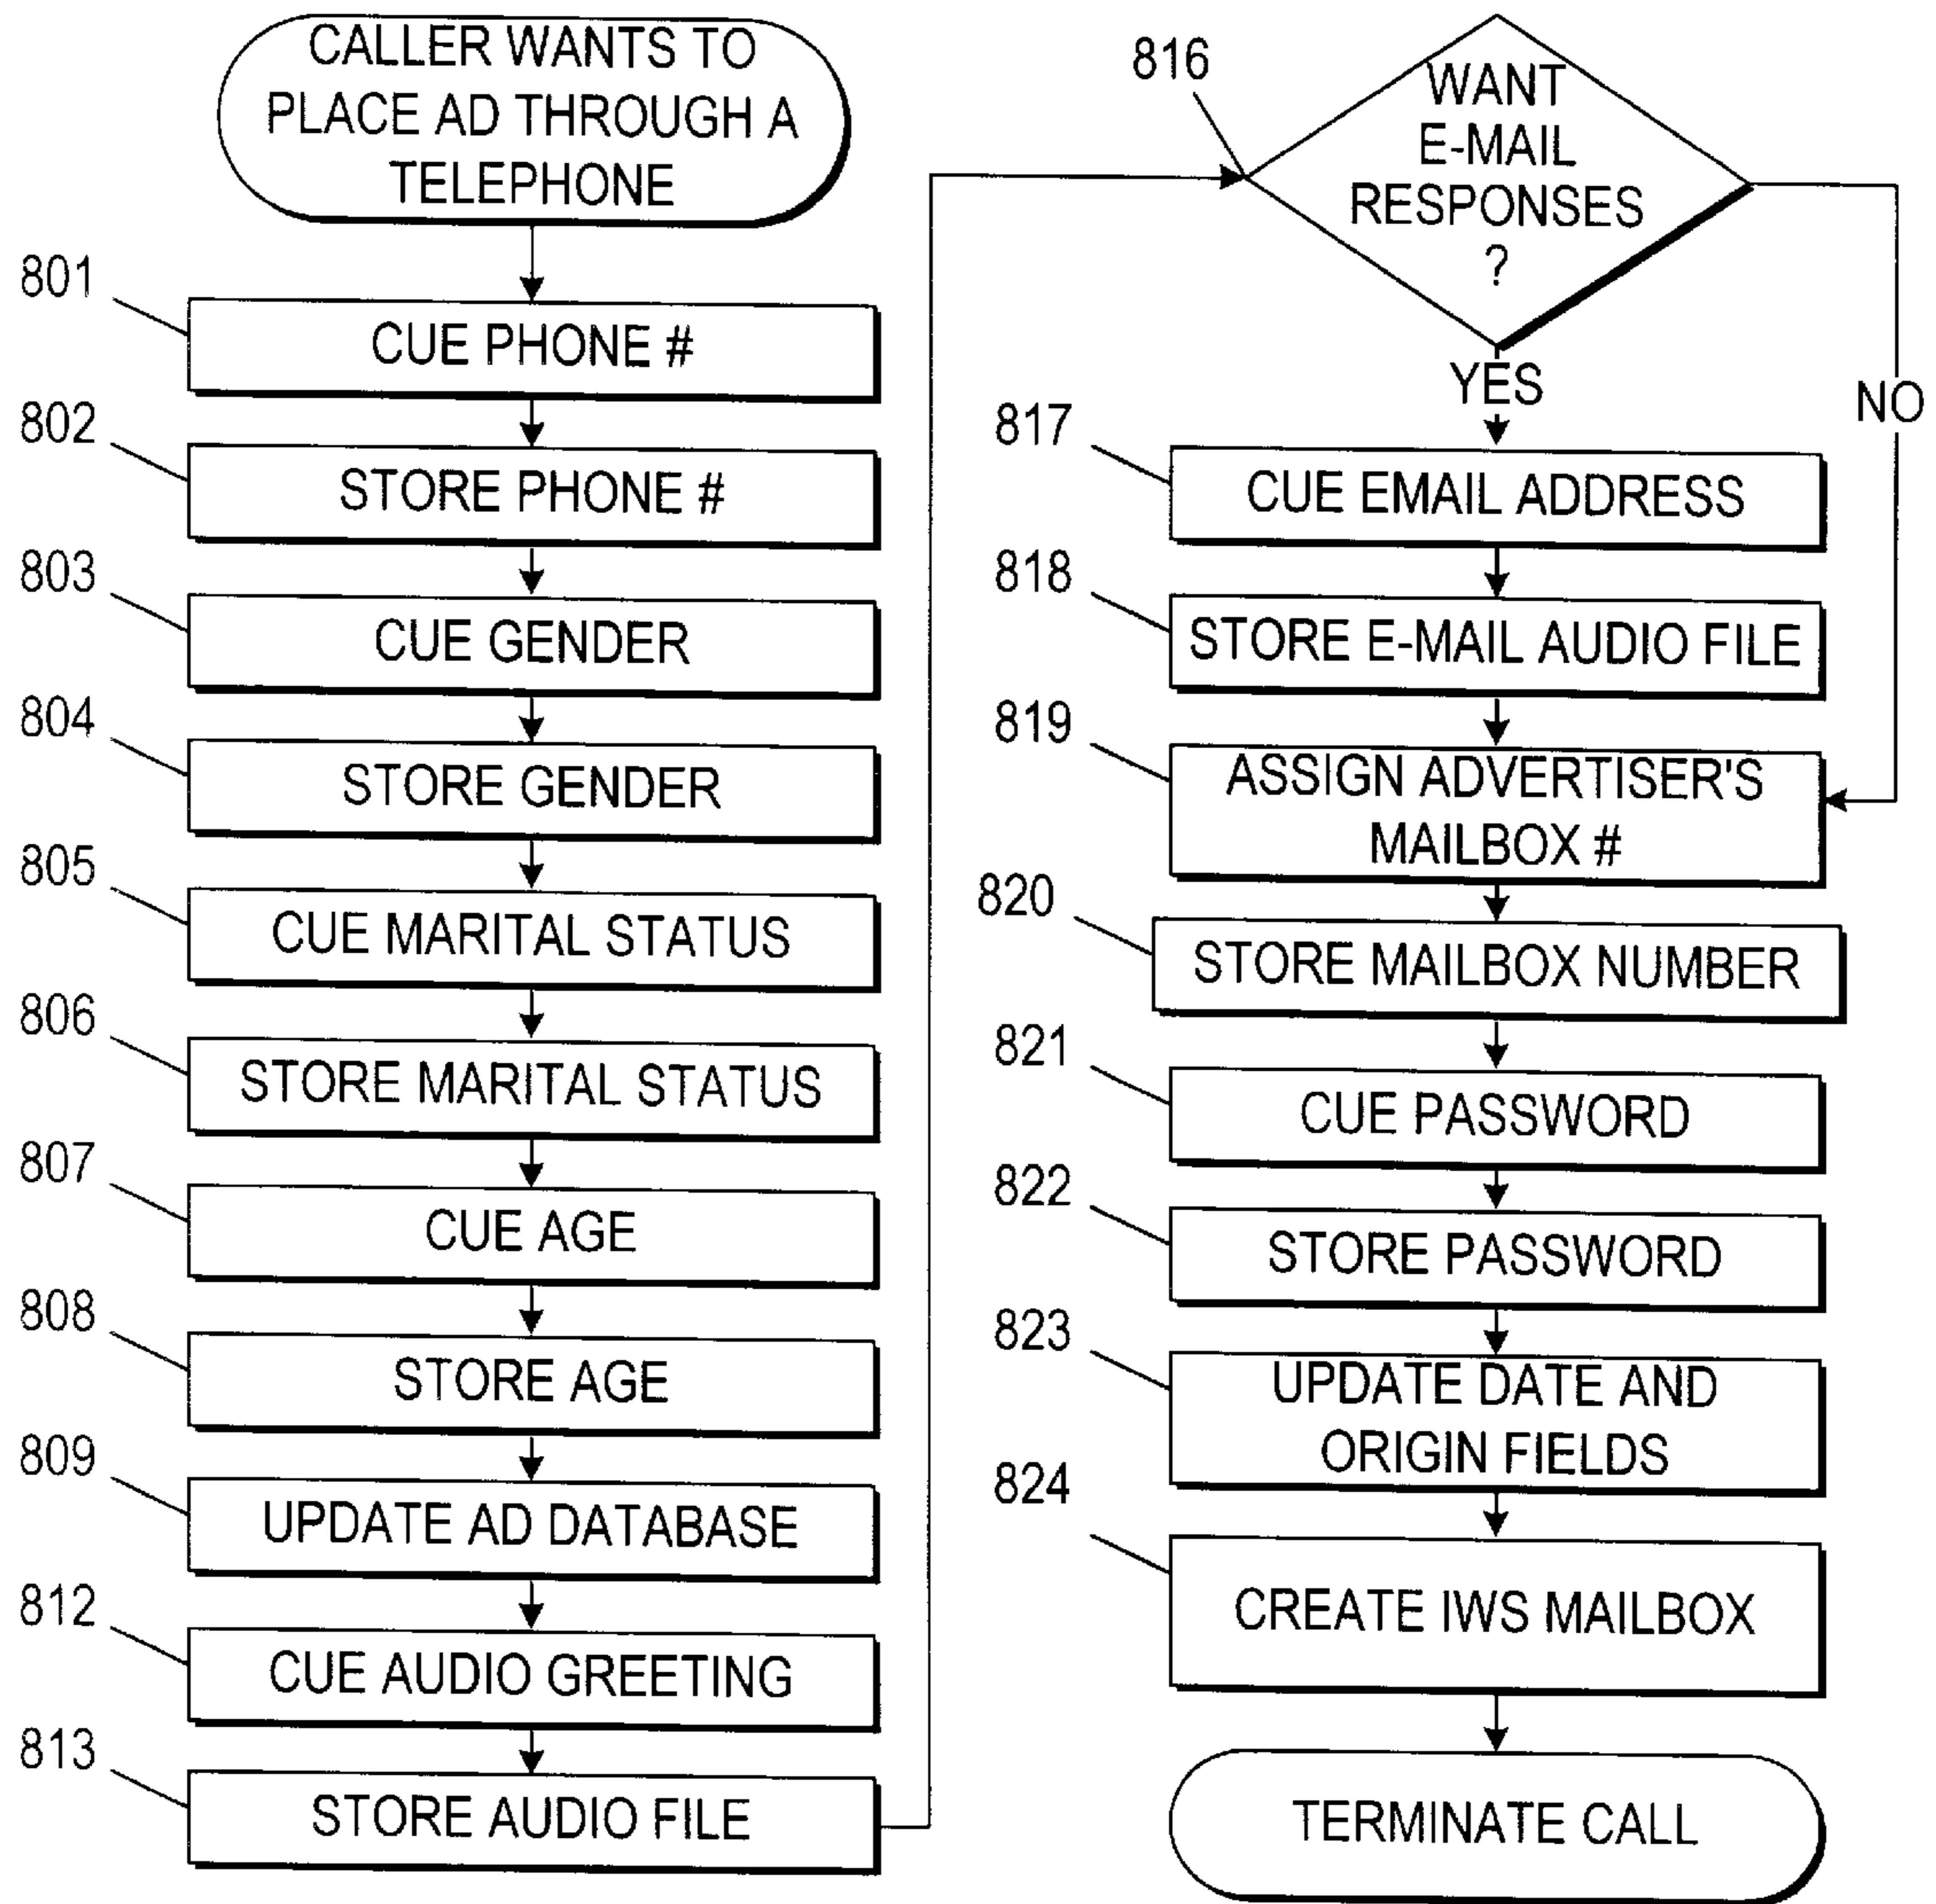 CALLER WANTS TO
PLACE AD THROUGH A
TELEPHONE
801
CUE PHONE #
802
STORE PHONE #
803
CUE GENDER
804
STORE GENDER
805
CUE MARITAL STATUS
806
STORE MARITAL STATUS
807
CUE AGE
808
STORE AGE
809
UPDATE AD DATABASE
812
CUE AUDIO GREETING
813
STORE AUDIO FILE
816
WANT
E-MAIL
RESPONSES
?
YES
NO
817
CUE EMAIL ADDRESS
818
STORE E-MAIL AUDIO FILE
819
ASSIGN ADVERTISER'S
MAILBOX #
820
STORE MAILBOX NUMBER
821
CUE PASSWORD
822
STORE PASSWORD
823
UPDATE DATE AND
ORIGIN FIELDS
824
CREATE IWS MAILBOX
TERMINATE CALL